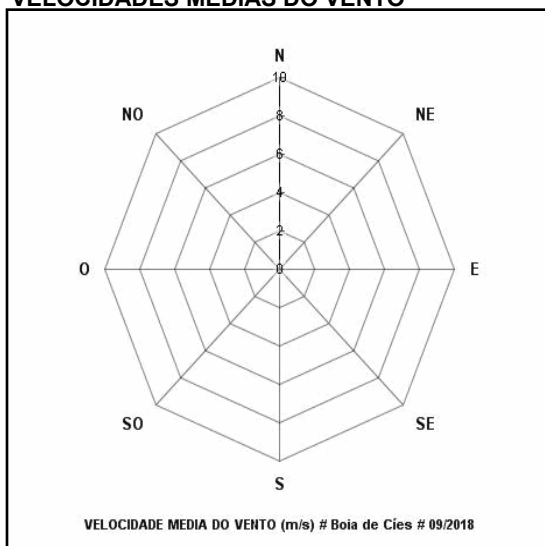 VELOCIDADES MEDIAS DO VENTO
N
10
NO
NE
8
6
4
2
O
0
E
SO
SE
S
VELOCIDADE MEDIA DO VENTO (m/s) # Boia de Cíes # 09/2018